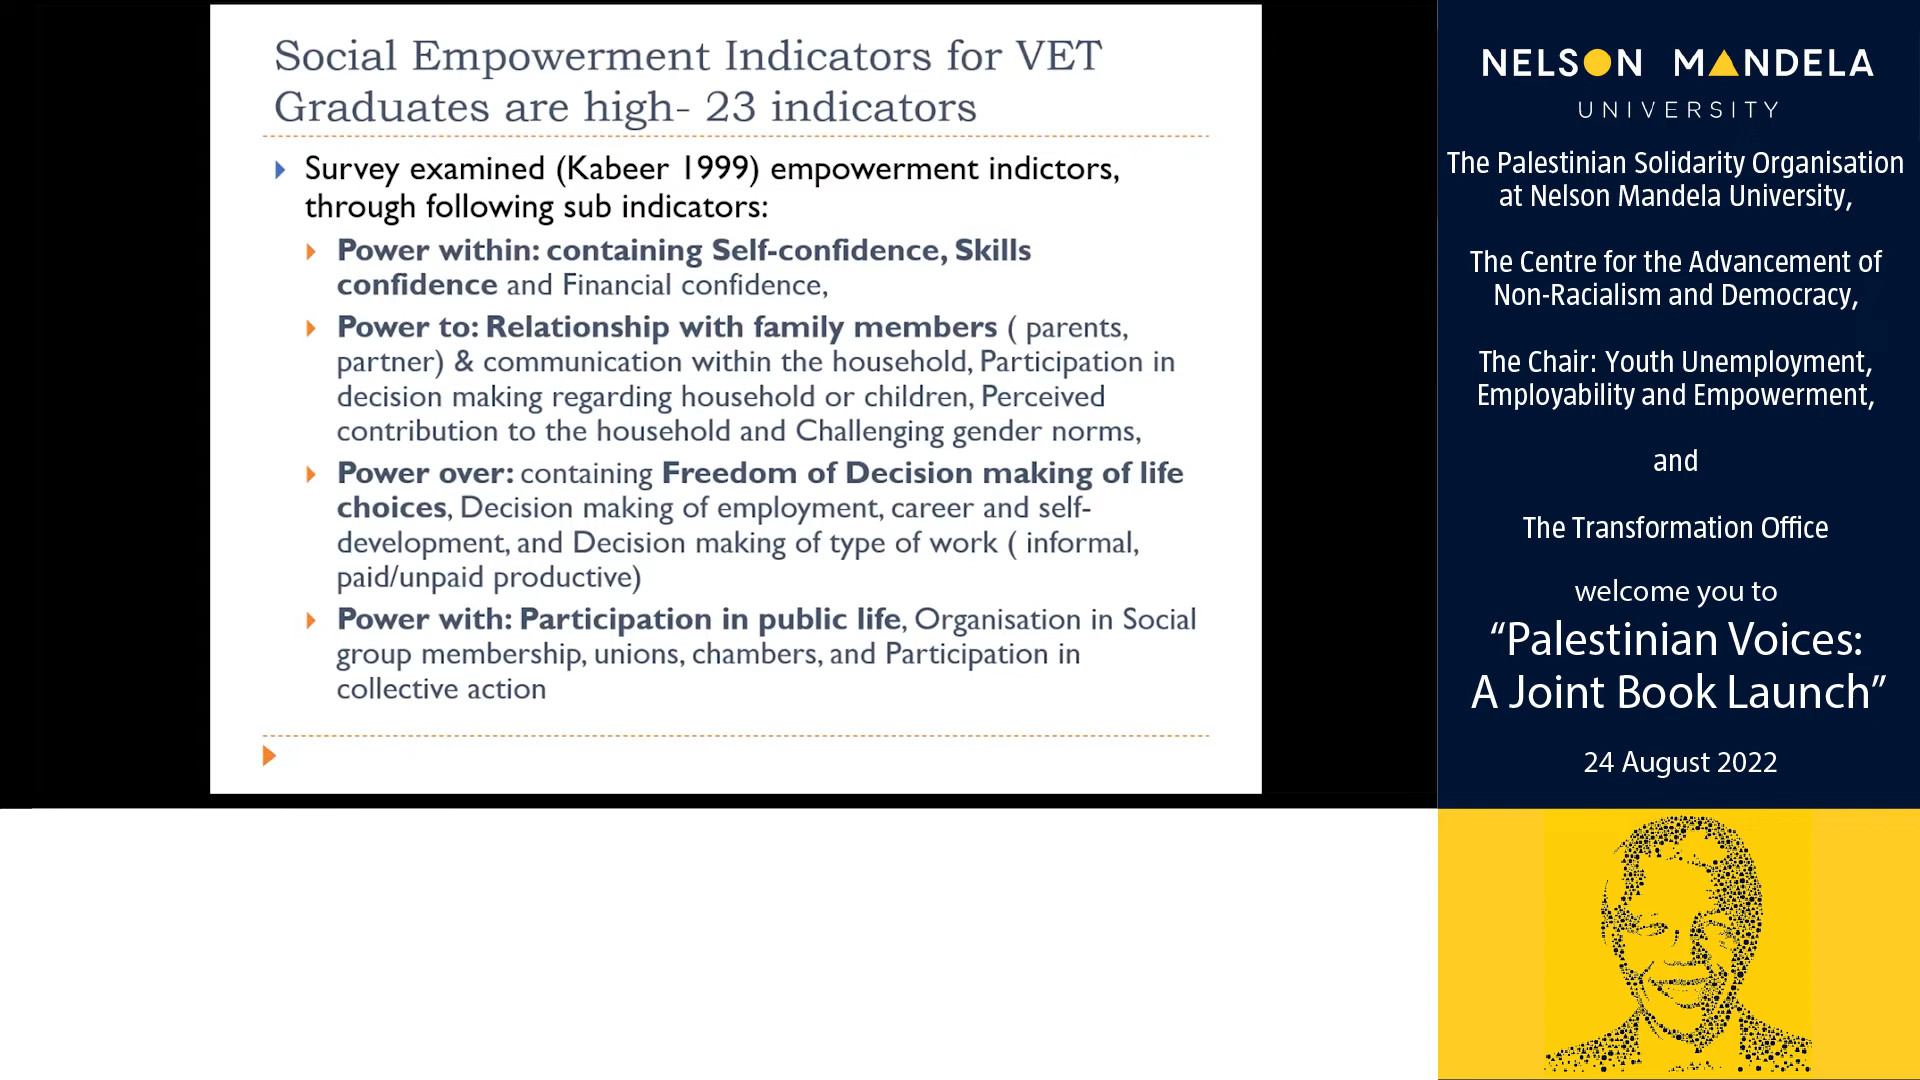 Social Empowerment Indicators for VET
Graduates are high- 23 indicators
Survey examined (Kabeer 1999) empowerment indictors,
through following sub indicators:
Power within: containing Self-confidence, Skills
confidence and Financial confidence,
Power to: Relationship with family members ( parents,
partner) & communication within the household, Participation in
decision making regarding household or children, Perceived
contribution to the household and Challenging gender norms,
Power over: containing Freedom of Decision making of life
choices, Decision making of employment, career and self-
development, and Decision making of type of work ( informal,
paid/unpaid productive)
Power with: Participation in public life, Organisation in Social
group membership, unions, chambers, and Participation in
collective action
NELSON MANDELA
UNIVERSITY
The Palestinian Solidarity Organisation
at Nelson Mandela University,
The Centre for the Advancement of
Non-Racialism and Democracy,
The Chair: Youth Unemployment,
Employability and Empowerment,
and
The Transformation Office
welcome you to
“Palestinian Voices:
A Joint Book Launch”
24 August 2022